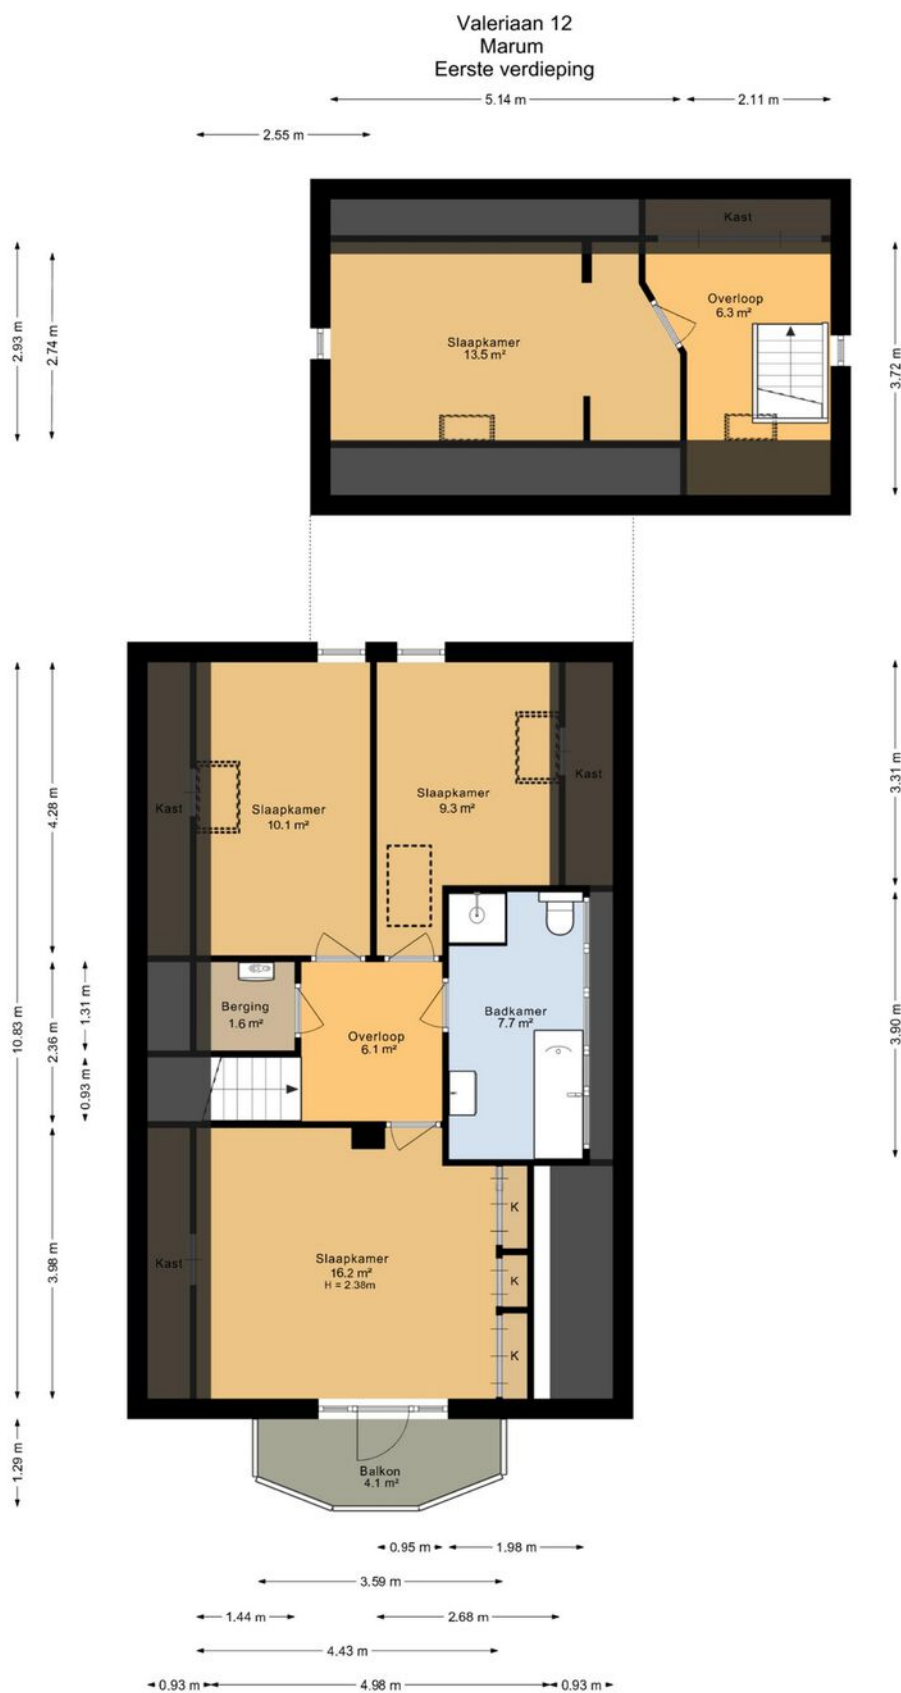 Valeriaan 12
Marum
Eerste verdieping
5.14 m
2.11 m
2.55 m
Kast
Overloop
6.3 m²
Slaapkamer
13.5 m²
2.93 m
2.74 m
3.72 m
Kast
Slaapkamer
10.1 m²
Slaapkamer
9.3 m²
Kast
4.28 m
3.31 m
Berging
1.6 m²
Overloop
6.1 m²
Badkamer
7.7 m²
10.83 m
2.36 m
1.31 m
0.93 m
3.90 m
Kast
Slaapkamer
16.2 m²
H = 2.38m
K
K
K
3.98 m
Balkon
4.1 m²
1.29 m
0.95 m
1.98 m
3.59 m
1.44 m
2.68 m
4.43 m
0.93 m
4.98 m
0.93 m